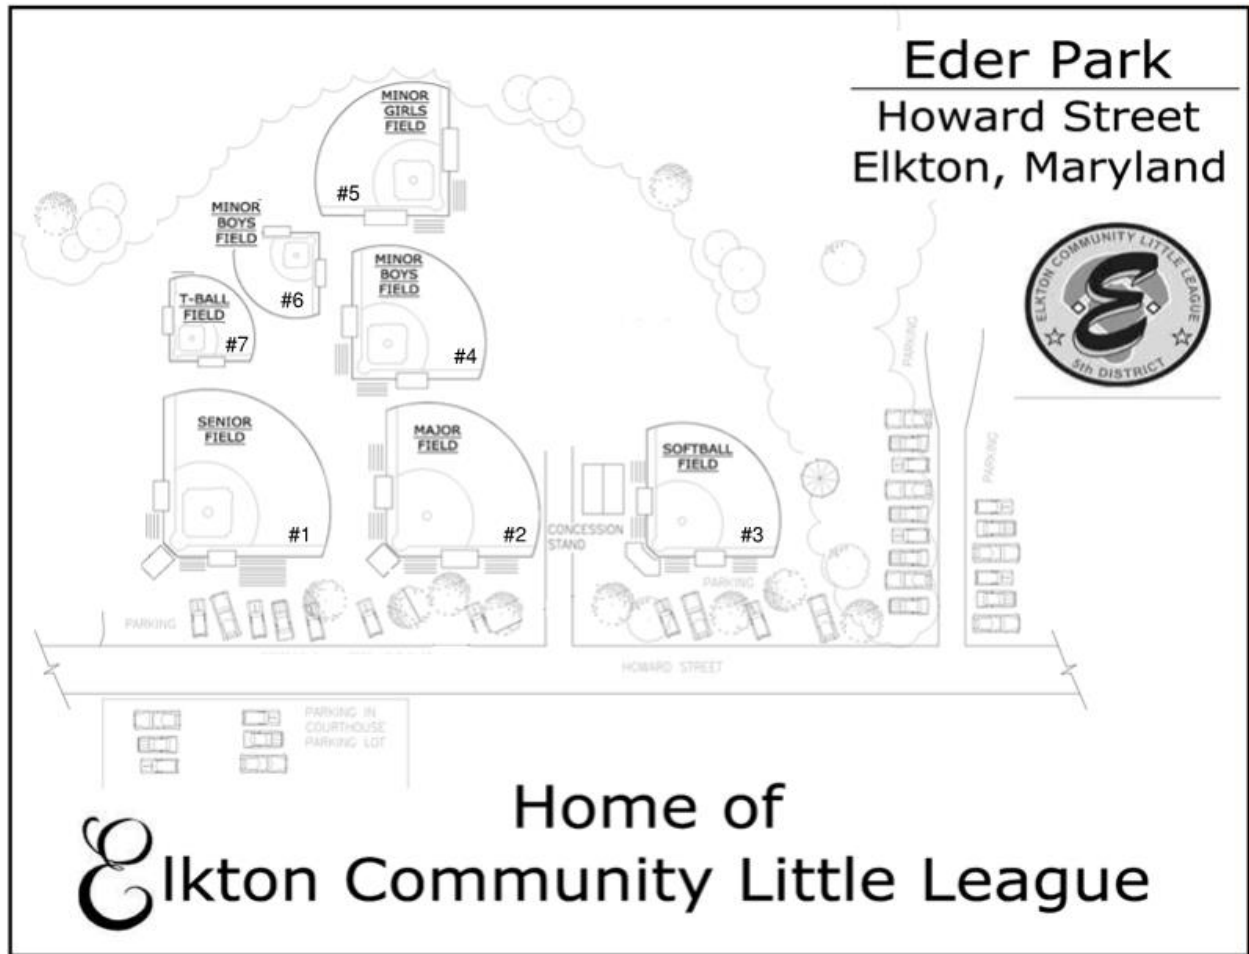 Eder Park
Howard Street
Elkton, Maryland
ELKTON COMMUNITY LITTLE LEAGUE
5th DISTRICT
MINOR
GIRLS
FIELD
#5
MINOR
BOYS
FIELD
#6
MINOR
BOYS
FIELD
#4
T-BALL
FIELD
#7
SENIOR
FIELD
#1
MAJOR
FIELD
#2
CONCESSION
STAND
SOFTBALL
FIELD
#3
PARKING
PARKING
PARKING
PARKING
HOWARD STREET
PARKING IN
COURTHOUSE
PARKING LOT
Home of
Elkton Community Little League